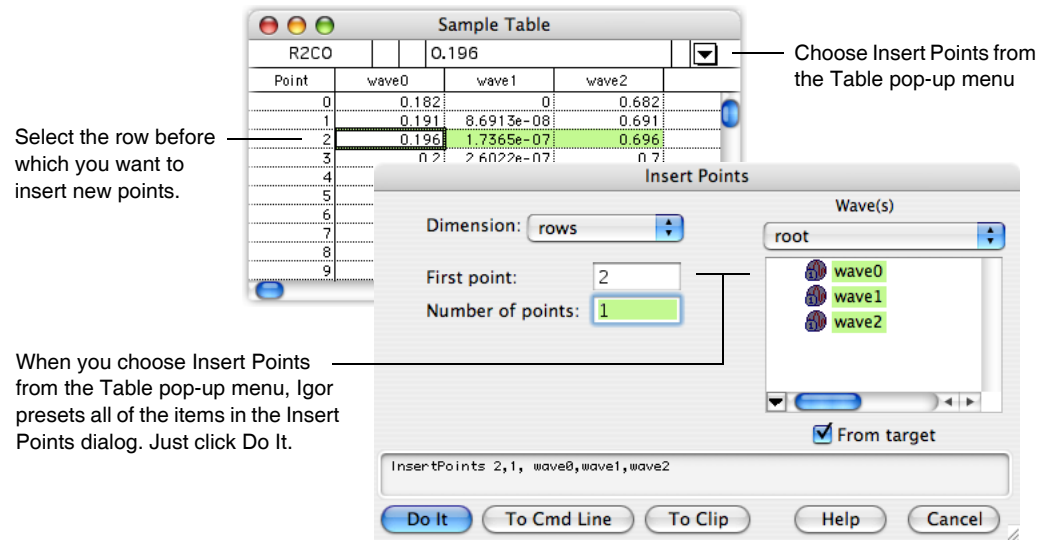 Sample Table
R2C0 0.196
Choose Insert Points from
the Table pop-up menu
Point wave0 wave1 wave2
0 0.182 0 0.682
1 0.191 8.6913e-08 0.691
2 0.196 1.7365e-07 0.696
3 0.2 2.6022e-07 0.7
4
5
6
7
8
9
Select the row before
which you want to
insert new points.
Insert Points
Dimension: rows
First point: 2
Number of points: 1
Wave(s)
root
wave0
wave1
wave2
From target
When you choose Insert Points
from the Table pop-up menu, Igor
presets all of the items in the Insert
Points dialog. Just click Do It.
InsertPoints 2,1, wave0,wave1,wave2
Do It To Cmd Line To Clip Help Cancel